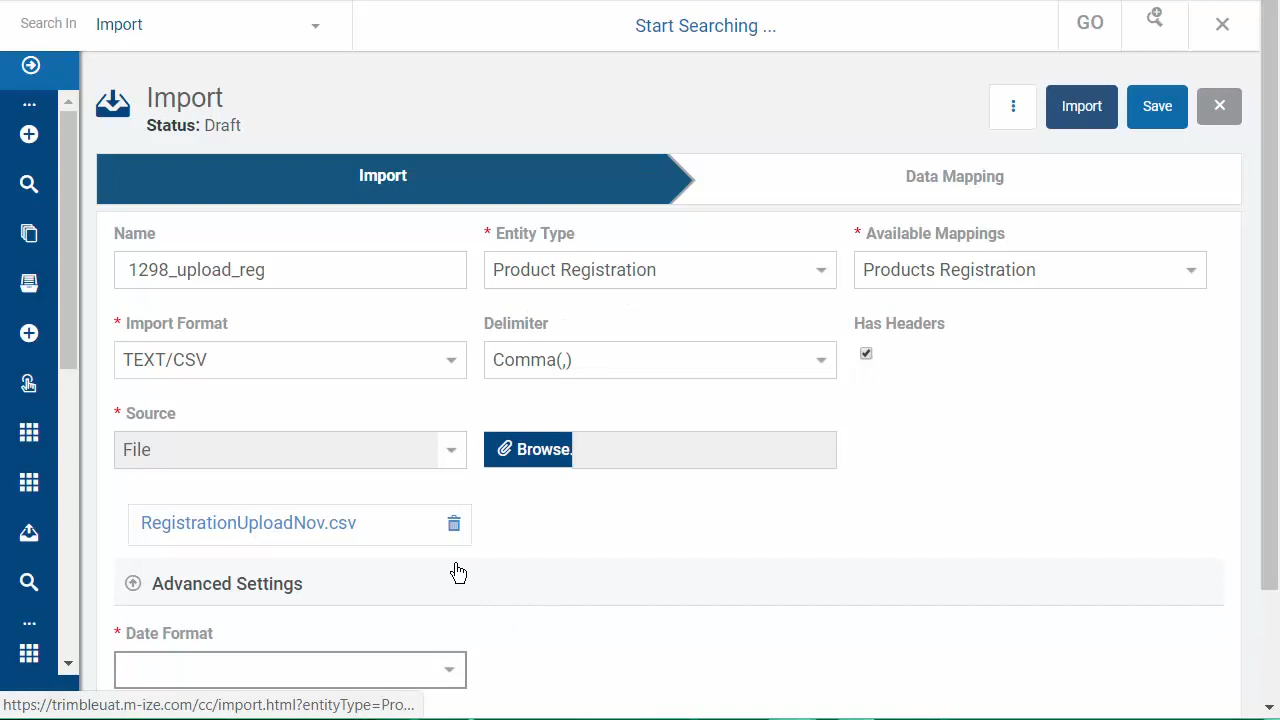 Search In Import Start Searching ... GO
Import
Status: Draft
Import Save
Import Data Mapping
Name * Entity Type * Available Mappings
1298_upload_reg Product Registration Products Registration
* Import Format Delimiter Has Headers
TEXT/CSV Comma(,)
* Source
File Browse.
RegistrationUploadNov.csv
Advanced Settings
* Date Format
https://trimbleuat.m-ize.com/cc/import.html?entityType=Pro...